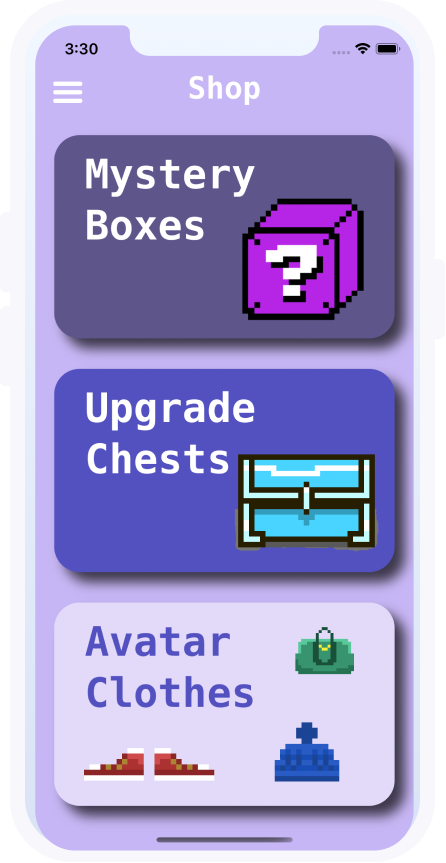 3:30
Shop
Mystery
Boxes
?
Upgrade
Chests
Avatar
Clothes